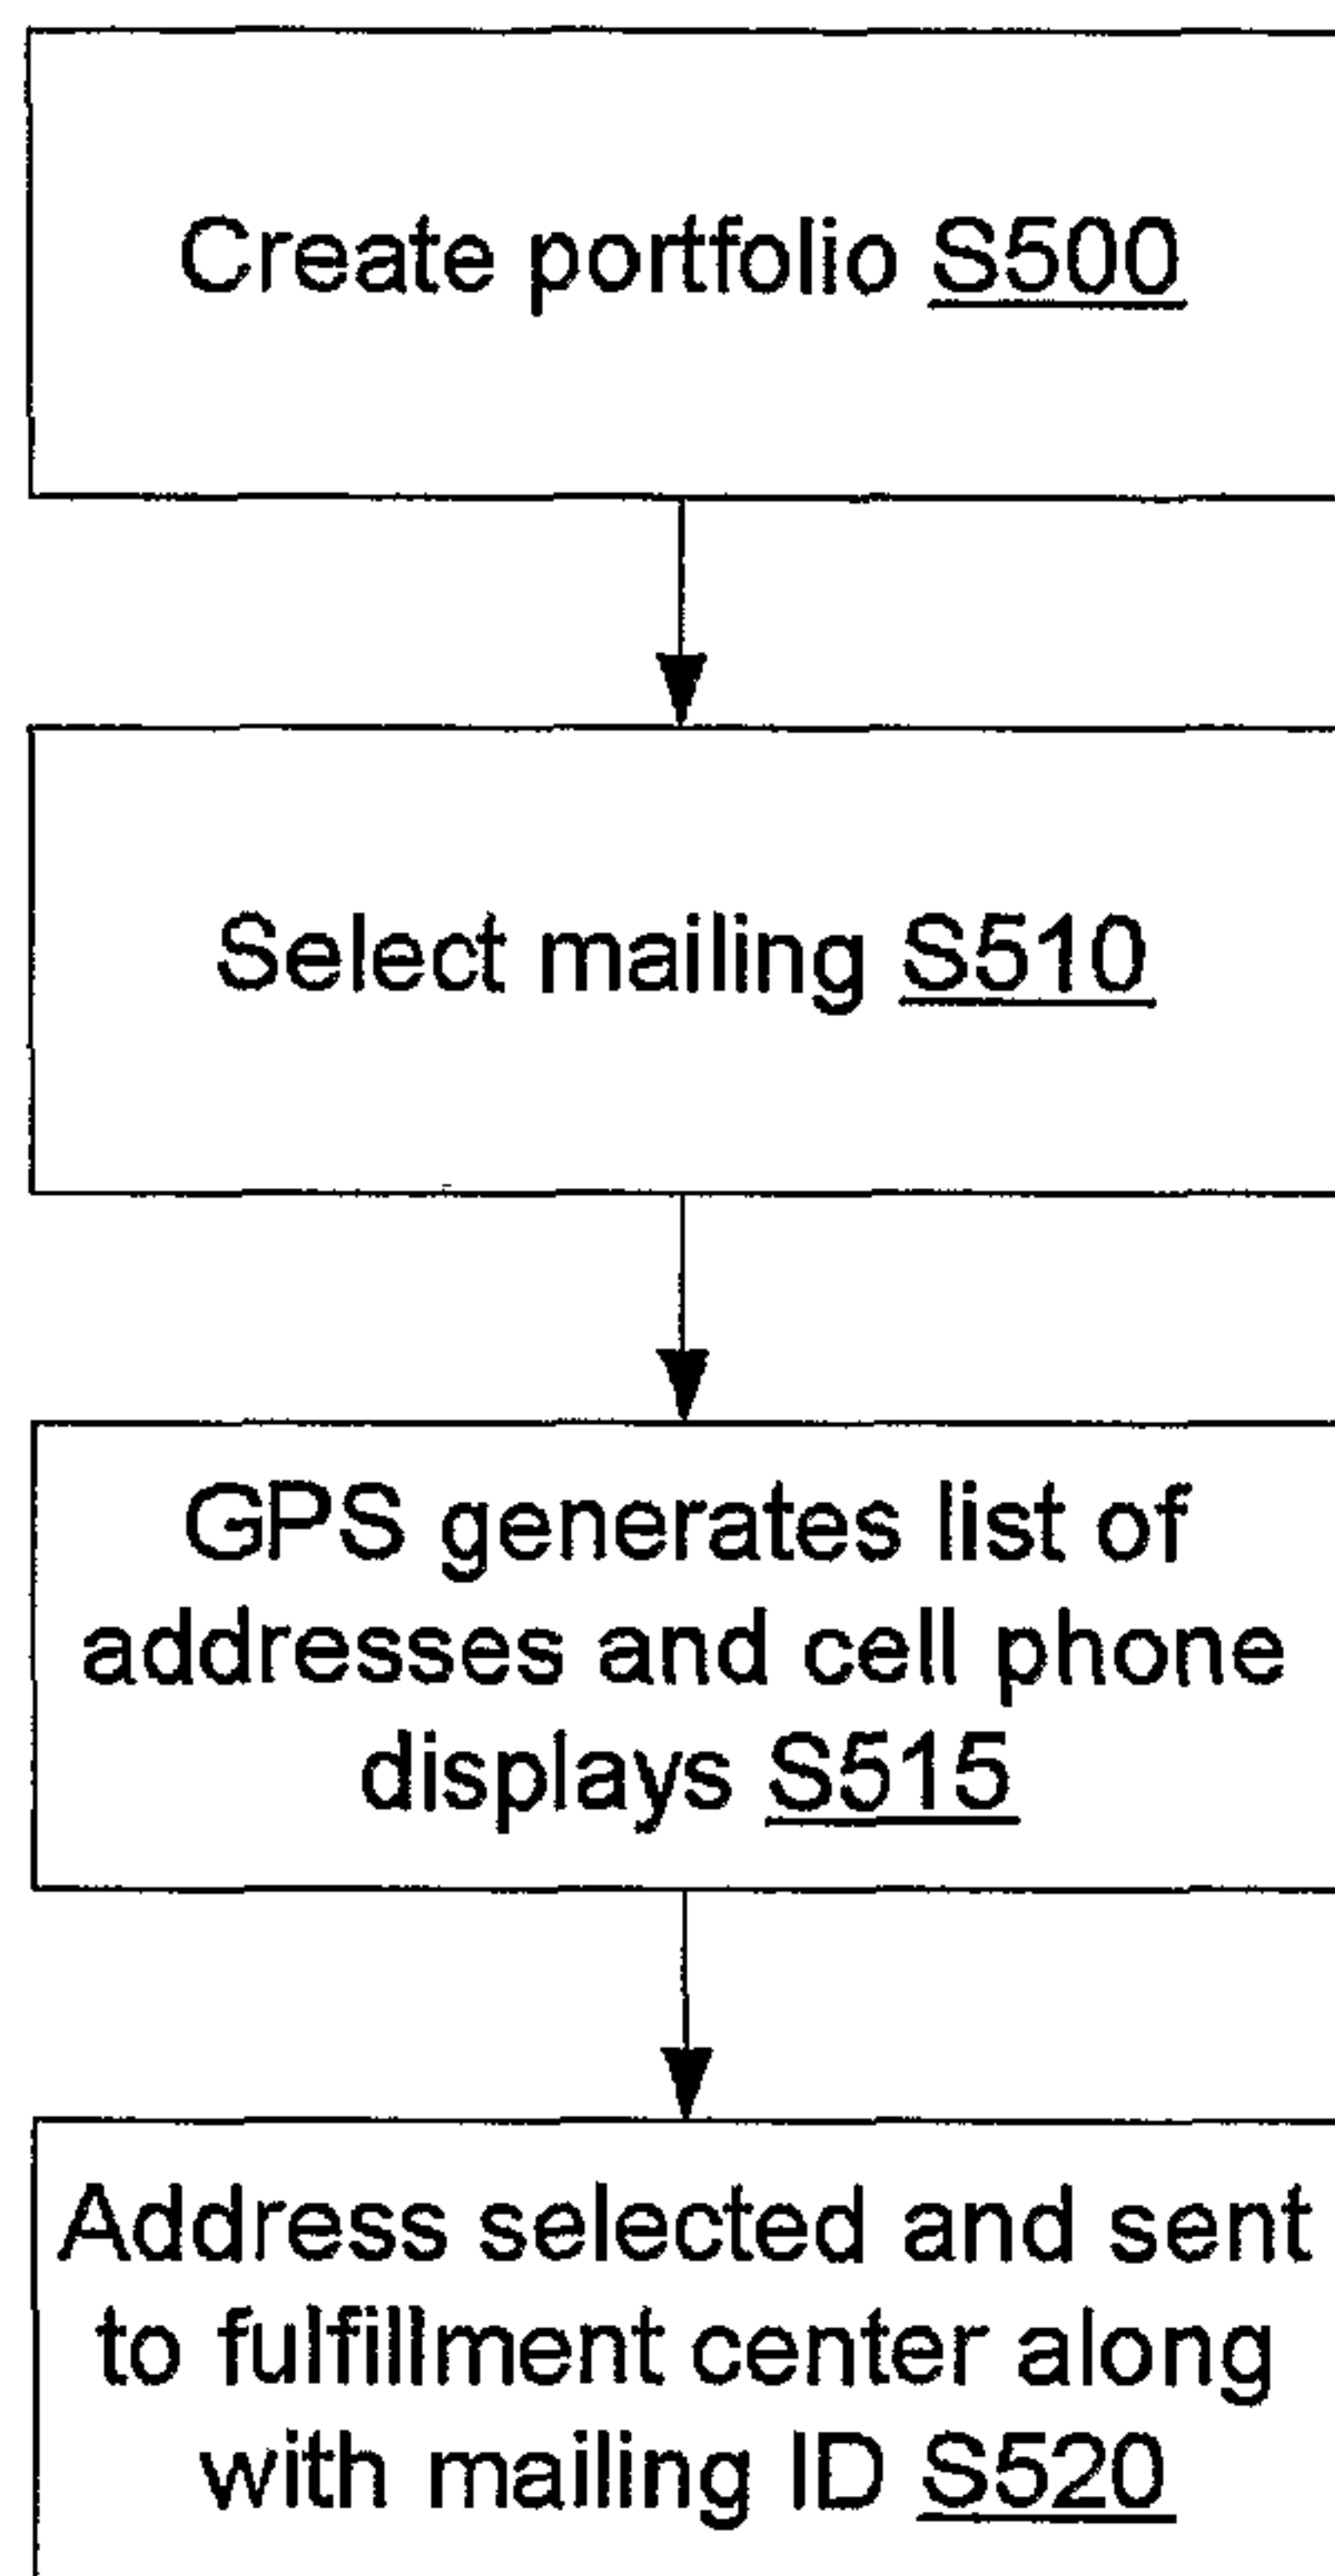 Create portfolio S500
Select mailing S510
GPS generates list of
addresses and cell phone
displays S515
Address selected and sent
to fulfillment center along
with mailing ID S520